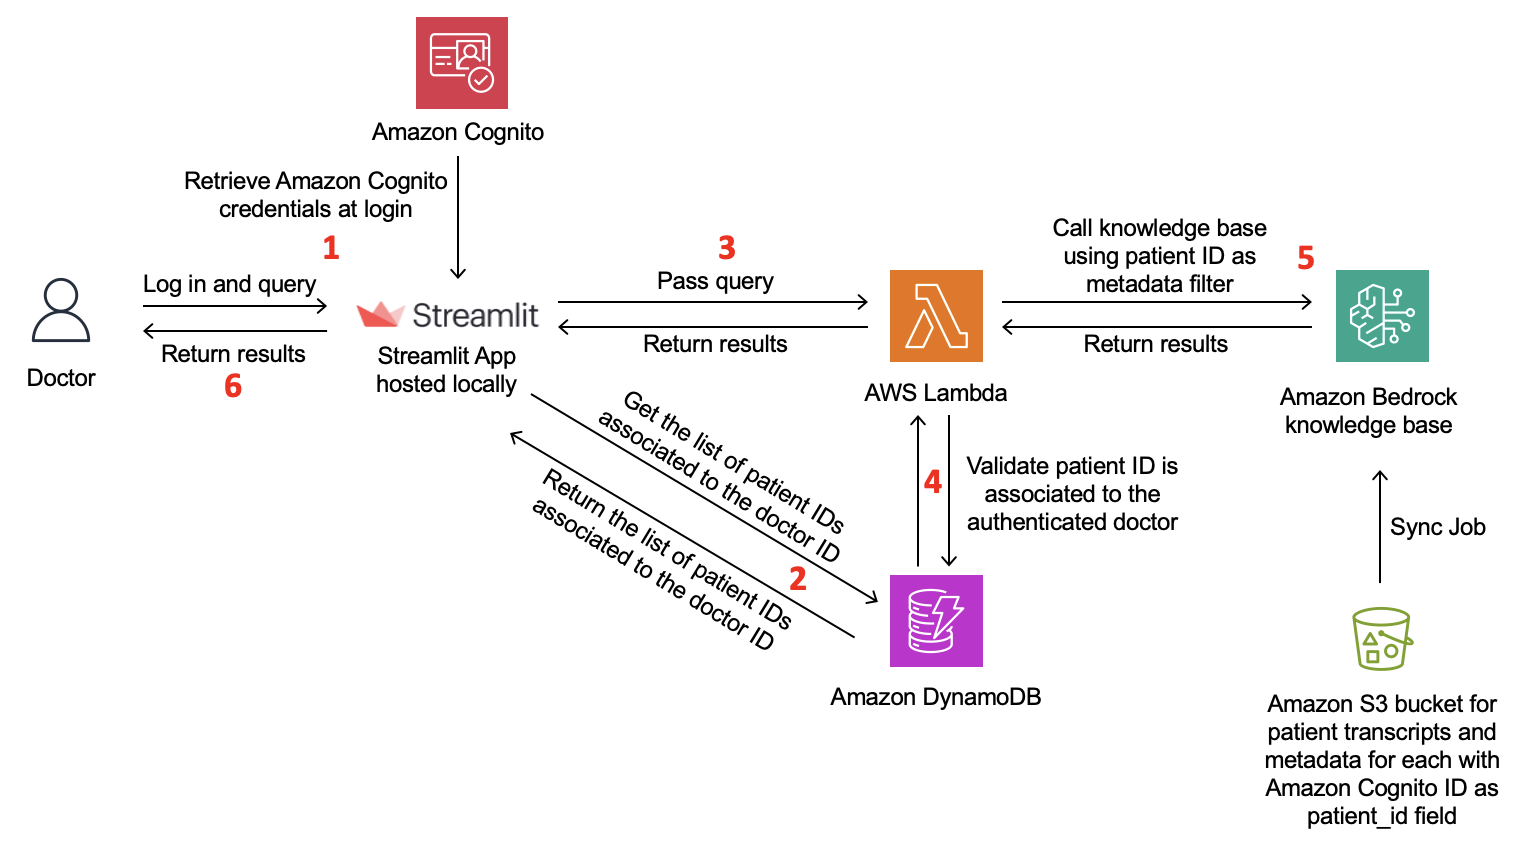 Amazon Cognito
Retrieve Amazon Cognito
credentials at login
1
Log in and query
Return results
6
Doctor
Streamlit
Streamlit App
hosted locally
3
Pass query
Return results
AWS Lambda
Call knowledge base
using patient ID as
metadata filter
5
Return results
Amazon Bedrock
knowledge base
Get the list of patient IDs
associated to the doctor ID
Return the list of patient IDs
associated to the doctor ID
2
4
Validate patient ID is
associated to the
authenticated doctor
Amazon DynamoDB
Sync Job
Amazon S3 bucket for
patient transcripts and
metadata for each with
Amazon Cognito ID as
patient_id field